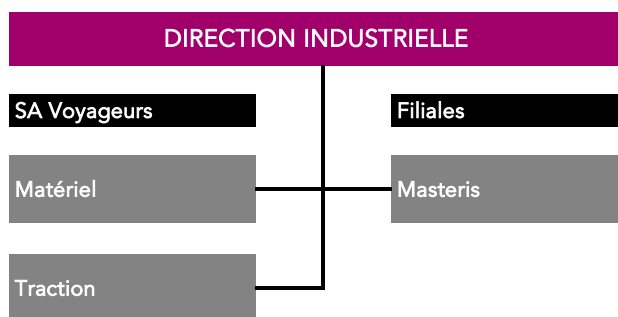 DIRECTION INDUSTRIELLE
SA Voyageurs
Filiales
Matériel
Masteris
Traction